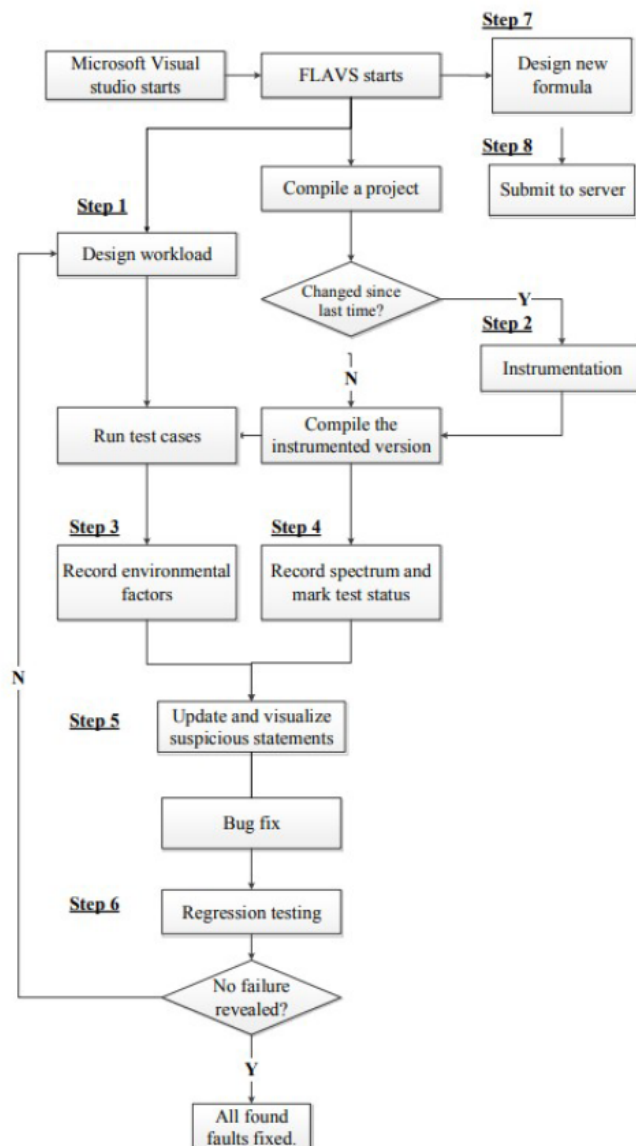 Step 7
Microsoft Visual
studio starts
FLAVS starts
Design new
formula
Step 8
Compile a project
Submit to server
Step 1
Design workload
Changed since
last time?
Y
Step 2
Instrumentation
N
Run test cases
Compile the
instrumented version
Step 3
Step 4
Record environmental
factors
Record spectrum and
mark test status
N
Step 5
Update and visualize
suspicious statements
Bug fix
Step 6
Regression testing
No failure
revealed?
Y
All found
faults fixed.